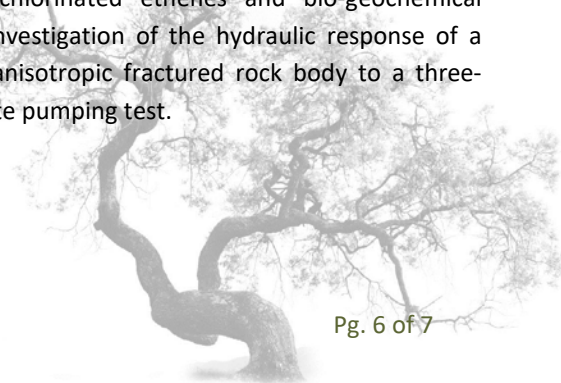 chlorinated ethenes and bio-geochemical
nvestigation of the hydraulic response of a
anisotropic fractured rock body to a three-
te pumping test.
Pg. 6 of 7